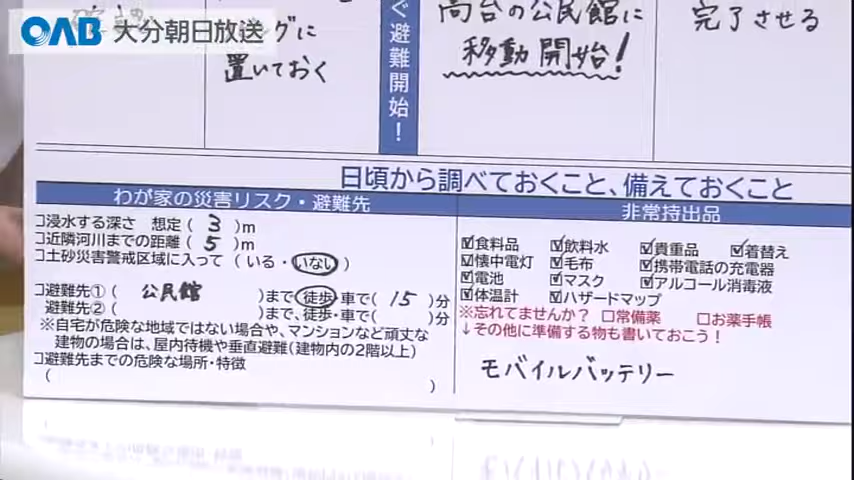 OAB 大分朝日放送
グに
置いておく
ぐ避難開始！
高台の公民館に
移動開始！
完了させる
日頃から調べておくこと、備えておくこと
わが家の災害リスク・避難先
□浸水する深さ 想定（ 3 ）m
□近隣河川までの距離（ 5 ）m
□土砂災害警戒区域に入って（ いる・いない ）
□避難先①（ 公民館 ）まで（徒歩・車で（ 15 ）分
避難先②（ ）まで、徒歩・車で（ ）分
※自宅が危険な地域ではない場合や、マンションなど頑丈な
建物の場合は、屋内待機や垂直避難（建物内の2階以上）
□避難先までの危険な場所・特徴
（ ）
非常持出品
☑食料品 ☑飲料水 ☑貴重品 ☑着替え
☑懐中電灯 ☑毛布 ☑携帯電話の充電器
☑電池 ☑マスク ☑アルコール消毒液
☑体温計 ☑ハザードマップ
※忘れてませんか？ □常備薬 □お薬手帳
↓その他に準備する物も書いておこう！
モバイルバッテリー